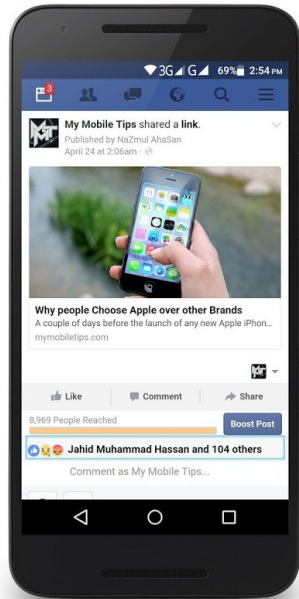 3G G 69% 2:54 PM
3
My Mobile Tips shared a link.
Published by NaZmul AhaSan
April 24 at 2:06am ·
Why people Choose Apple over other Brands
A couple of days before the launch of any new Apple iPhon...
mymobiletips.com
Like Comment Share
8,969 People Reached
Boost Post
Jahid Muhammad Hassan and 104 others
Comment as My Mobile Tips...